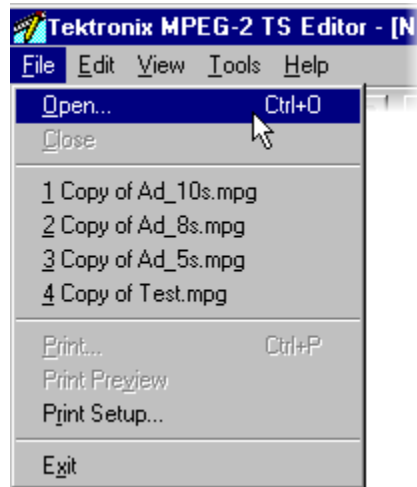 Tektronix MPEG-2 TS Editor - [N
File Edit View Tools Help
Open... Ctrl+O
Close
1 Copy of Ad_10s.mpg
2 Copy of Ad_8s.mpg
3 Copy of Ad_5s.mpg
4 Copy of Test.mpg
Print... Ctrl+P
Print Preview
Print Setup...
Exit